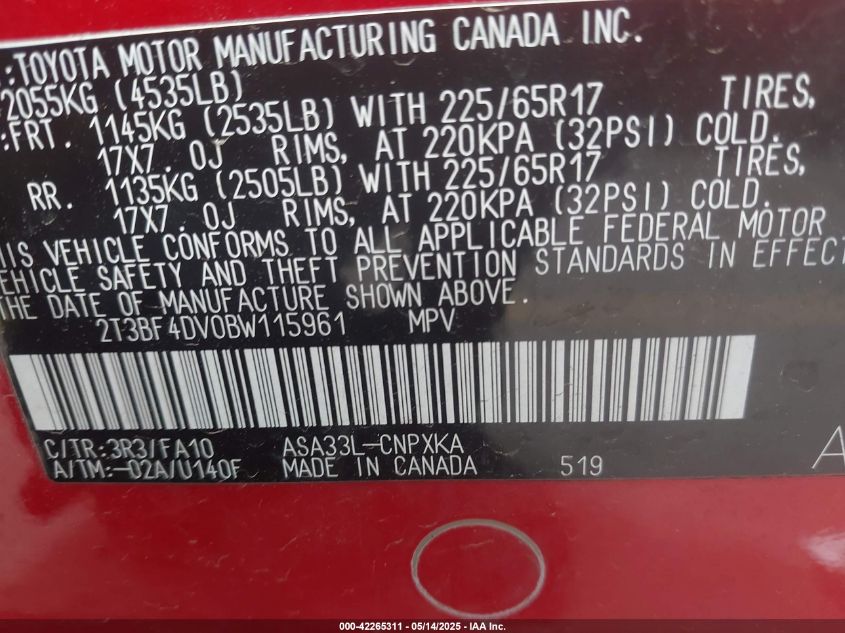 :TOYOTA MOTOR MANUFACTURING CANADA INC.
2055KG (4535LB)
:FRT. 1145KG (2535LB) WITH 225/65R17 TIRES,
17X7.0J RIMS, AT 220KPA (32PSI) COLD.
RR. 1135KG (2505LB) WITH 225/65R17 TIRES,
17X7.0J RIMS, AT 220KPA (32PSI) COLD.
IS VEHICLE CONFORMS TO ALL APPLICABLE FEDERAL MOTOR
EHICLE SAFETY AND THEFT PREVENTION STANDARDS IN EFFECT
THE DATE OF MANUFACTURE SHOWN ABOVE.
2T3BF4DV0BW115961 MPV
C/TR:3R3/FA10 ASA33L-CNPXKA
A/TM:-02A/U140F MADE IN CANADA 519
A
000-42265311 - 05/14/2025 - IAA Inc.